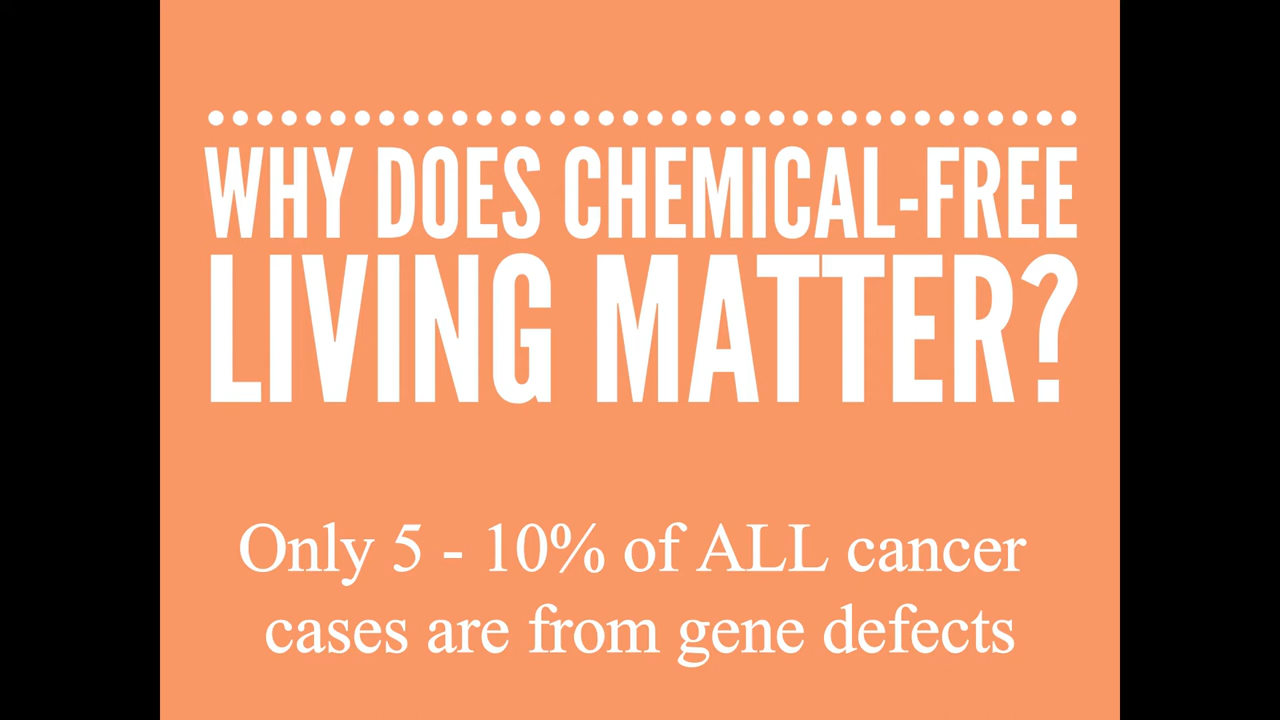 WHY DOES CHEMICAL-FREE
LIVING MATTER?
Only 5 - 10% of ALL cancer
cases are from gene defects